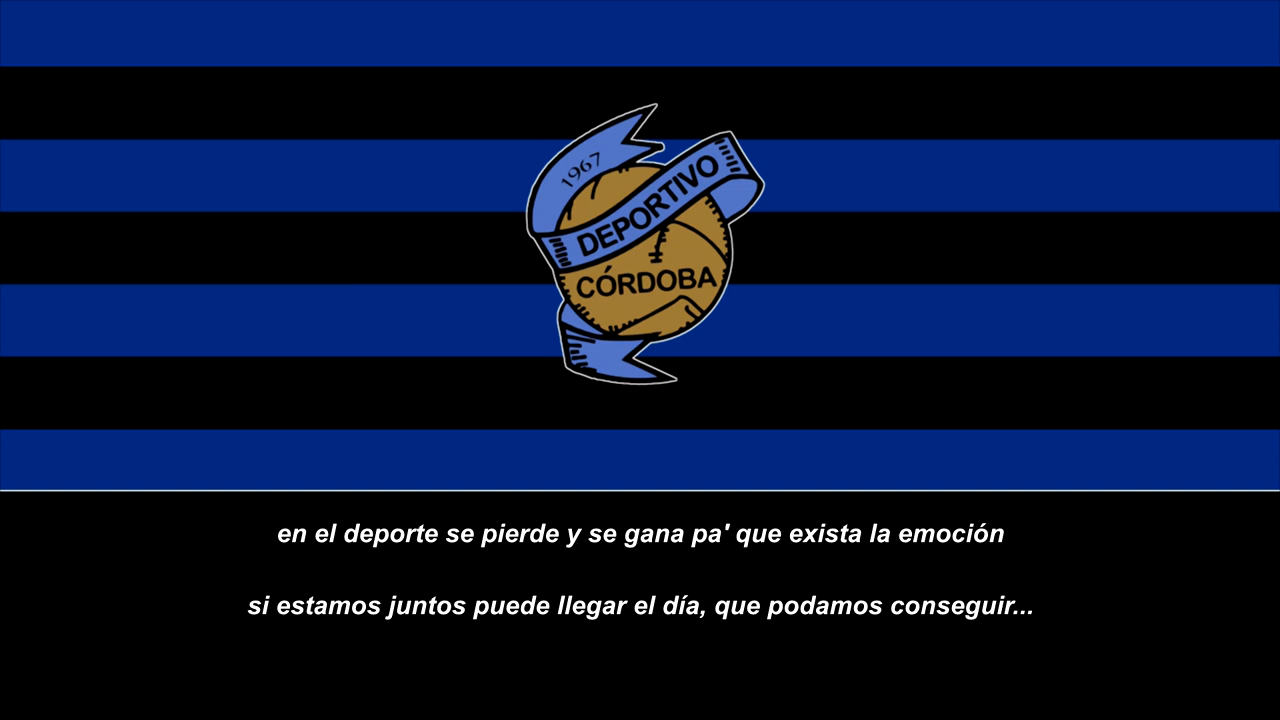 1967
DEPORTIVO
CÓRDOBA
en el deporte se pierde y se gana pa' que exista la emoción
si estamos juntos puede llegar el día, que podamos conseguir...